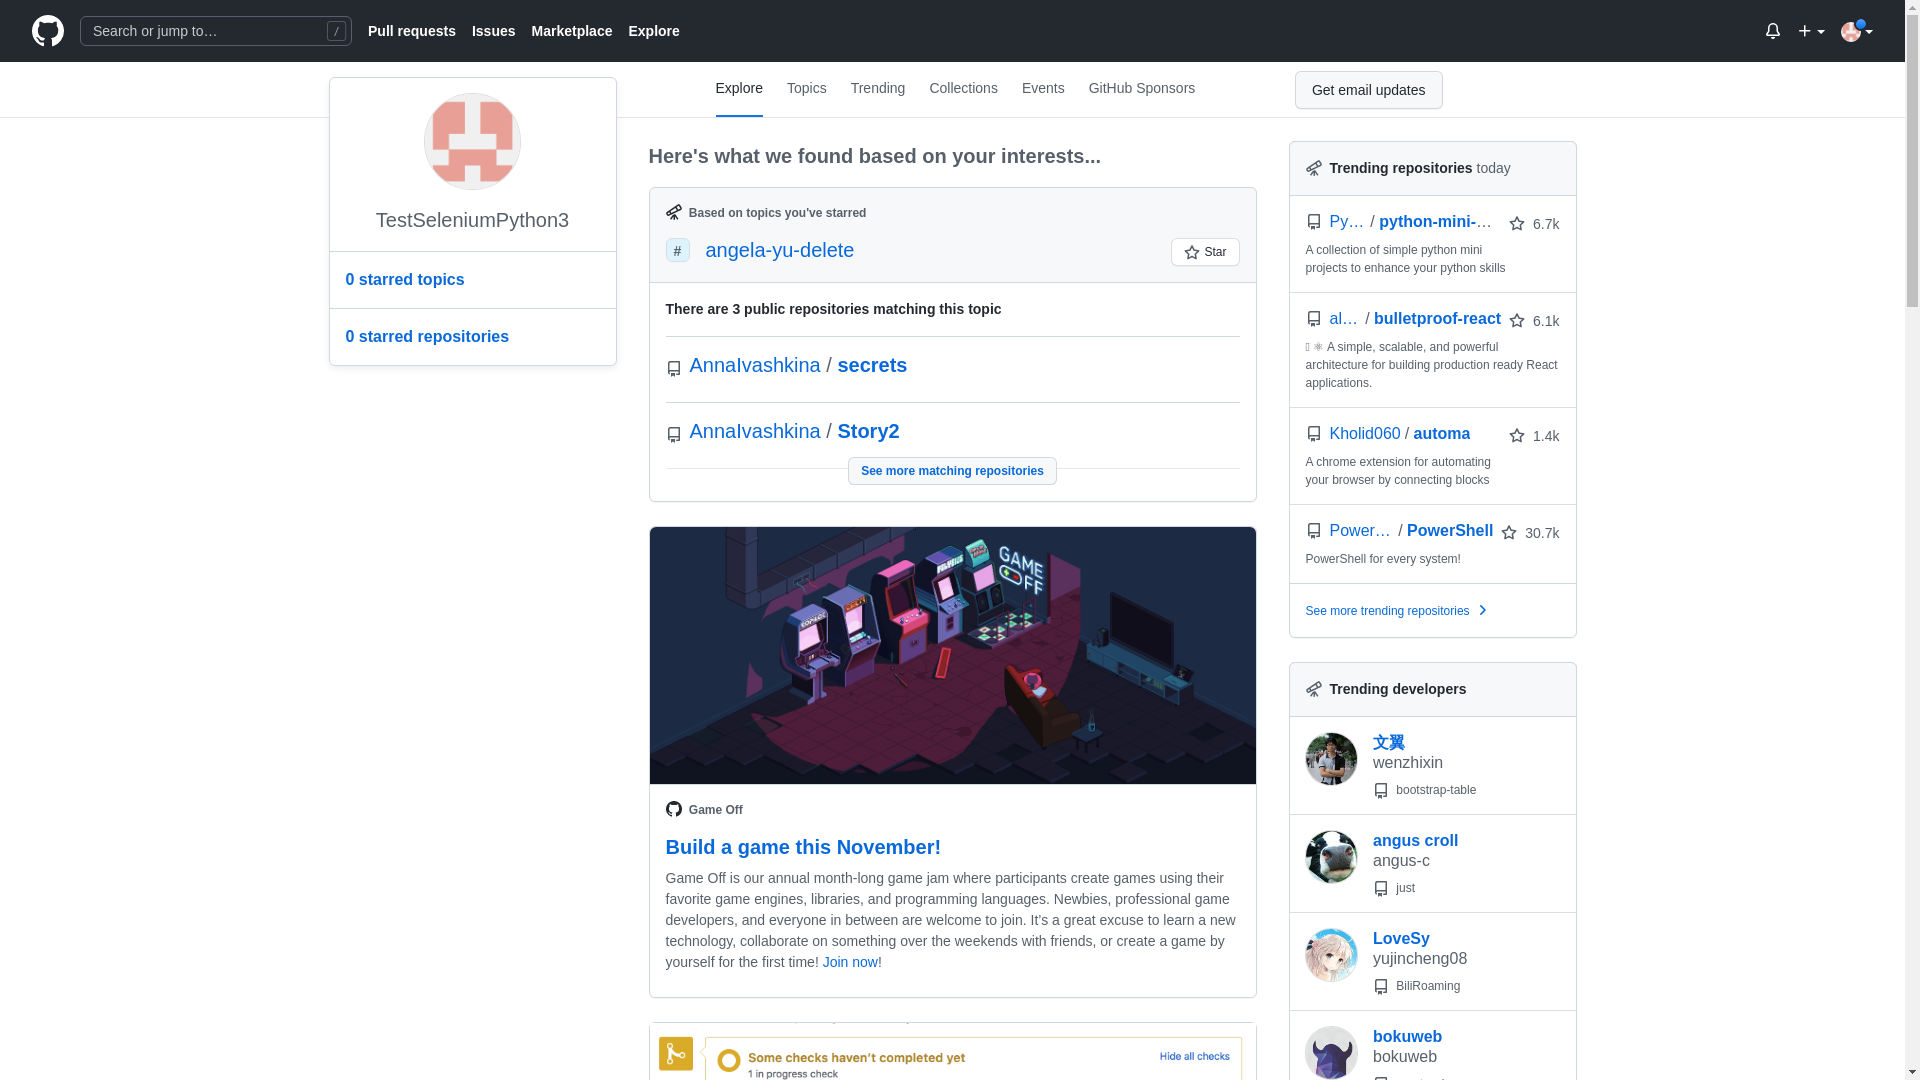 Search or jump to…
/
Pull requests
Issues
Marketplace
Explore
Explore
Topics
Trending
Collections
Events
GitHub Sponsors
Get email updates
TestSeleniumPython3
0 starred topics
0 starred repositories
Here's what we found based on your interests...
Based on topics you've starred
# angela-yu-delete
Star
There are 3 public repositories matching this topic
AnnaIvashkina / secrets
AnnaIvashkina / Story2
See more matching repositories
GAME
OFF
Game Off
Build a game this November!
Game Off is our annual month-long game jam where participants create games using their
favorite game engines, libraries, and programming languages. Newbies, professional game
developers, and everyone in between are welcome to join. It's a great excuse to learn a new
technology, collaborate on something over the weekends with friends, or create a game by
yourself for the first time! Join now!
Some checks haven't completed yet
Hide all checks
1 in progress check
Trending repositories today
Py… / python-mini-…
6.7k
A collection of simple python mini
projects to enhance your python skills
al… / bulletproof-react
6.1k
⚛️ A simple, scalable, and powerful
architecture for building production ready React
applications.
Kholid060 / automa
1.4k
A chrome extension for automating
your browser by connecting blocks
Power… / PowerShell
30.7k
PowerShell for every system!
See more trending repositories
Trending developers
文翼
wenzhixin
bootstrap-table
angus croll
angus-c
just
LoveSy
yujincheng08
BiliRoaming
bokuweb
bokuweb